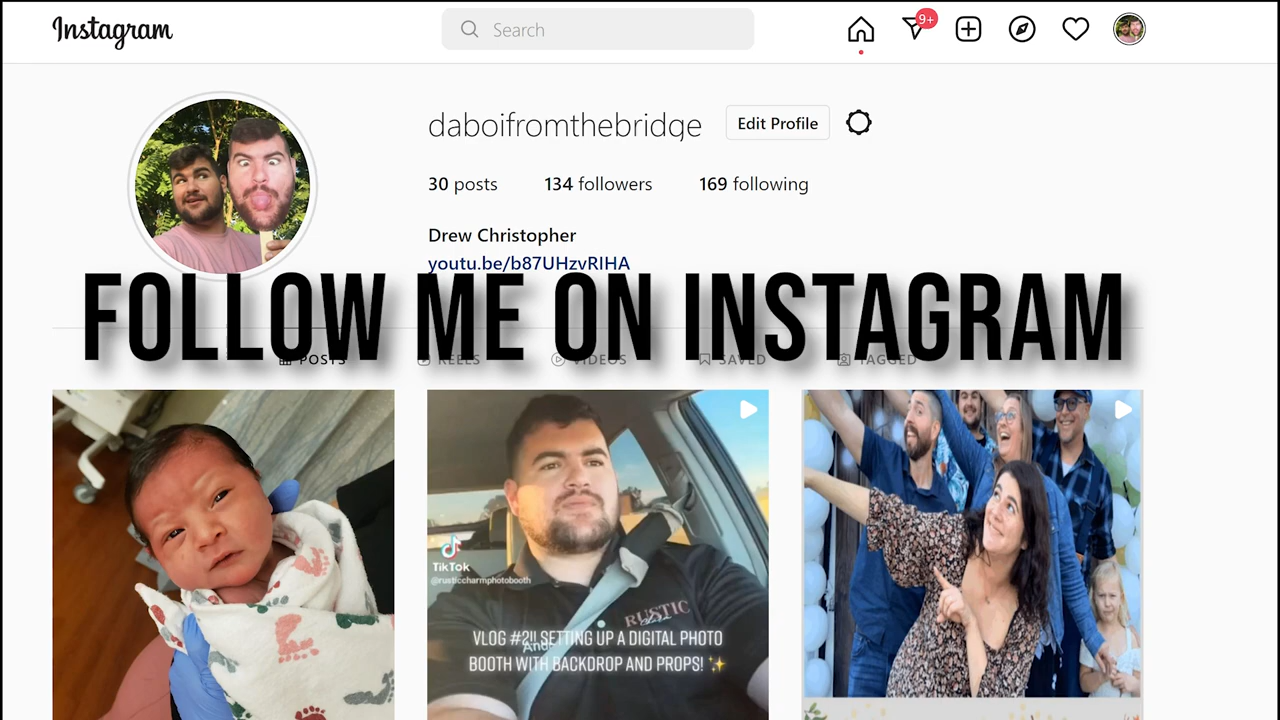 Instagram
Search
9+
daboifromthebridge
Edit Profile
30 posts 134 followers 169 following
Drew Christopher
youtu.be/b87UHzvRIHA
FOLLOW ME ON INSTAGRAM
POSTS REELS VIDEOS SAVED TAGGED
TikTok
@rusticcharmphotobooth
RUSTIC
VLOG #2!! SETTING UP A DIGITAL PHOTO
And
BOOTH WITH BACKDROP AND PROPS! ✨